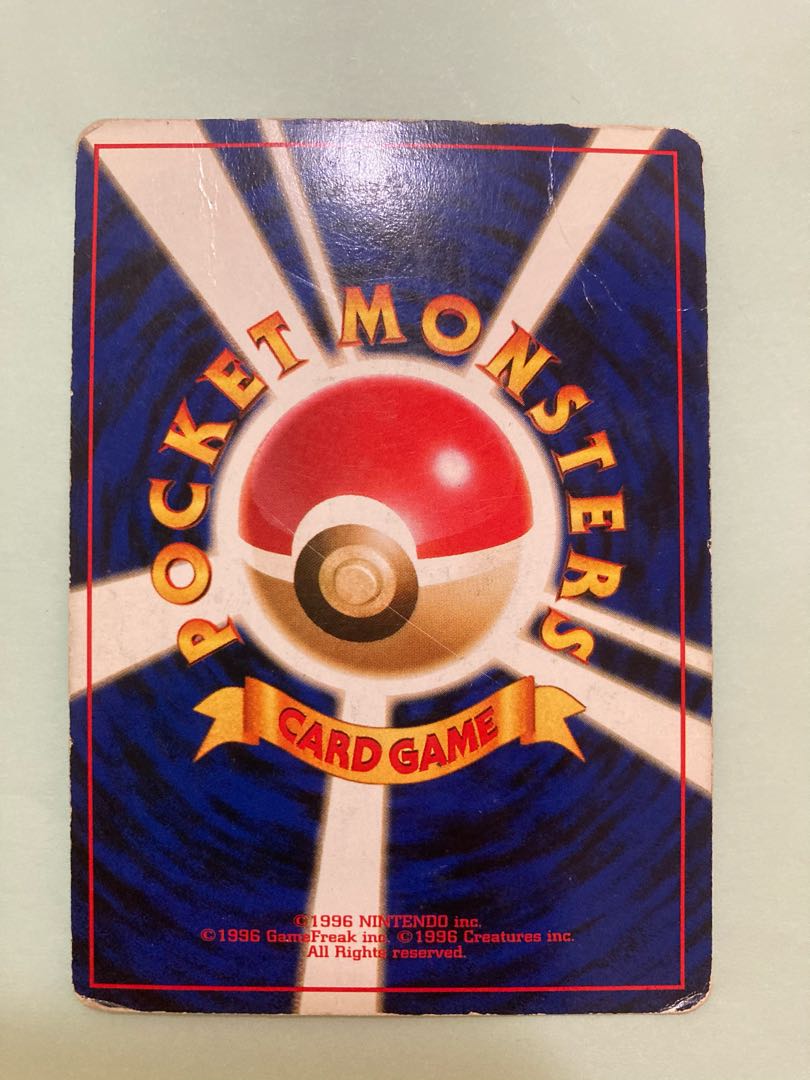 POCKET MONSTERS
CARD GAME
©1996 NINTENDO inc.
©1996 GameFreak inc. ©1996 Creatures inc.
All Rights reserved.